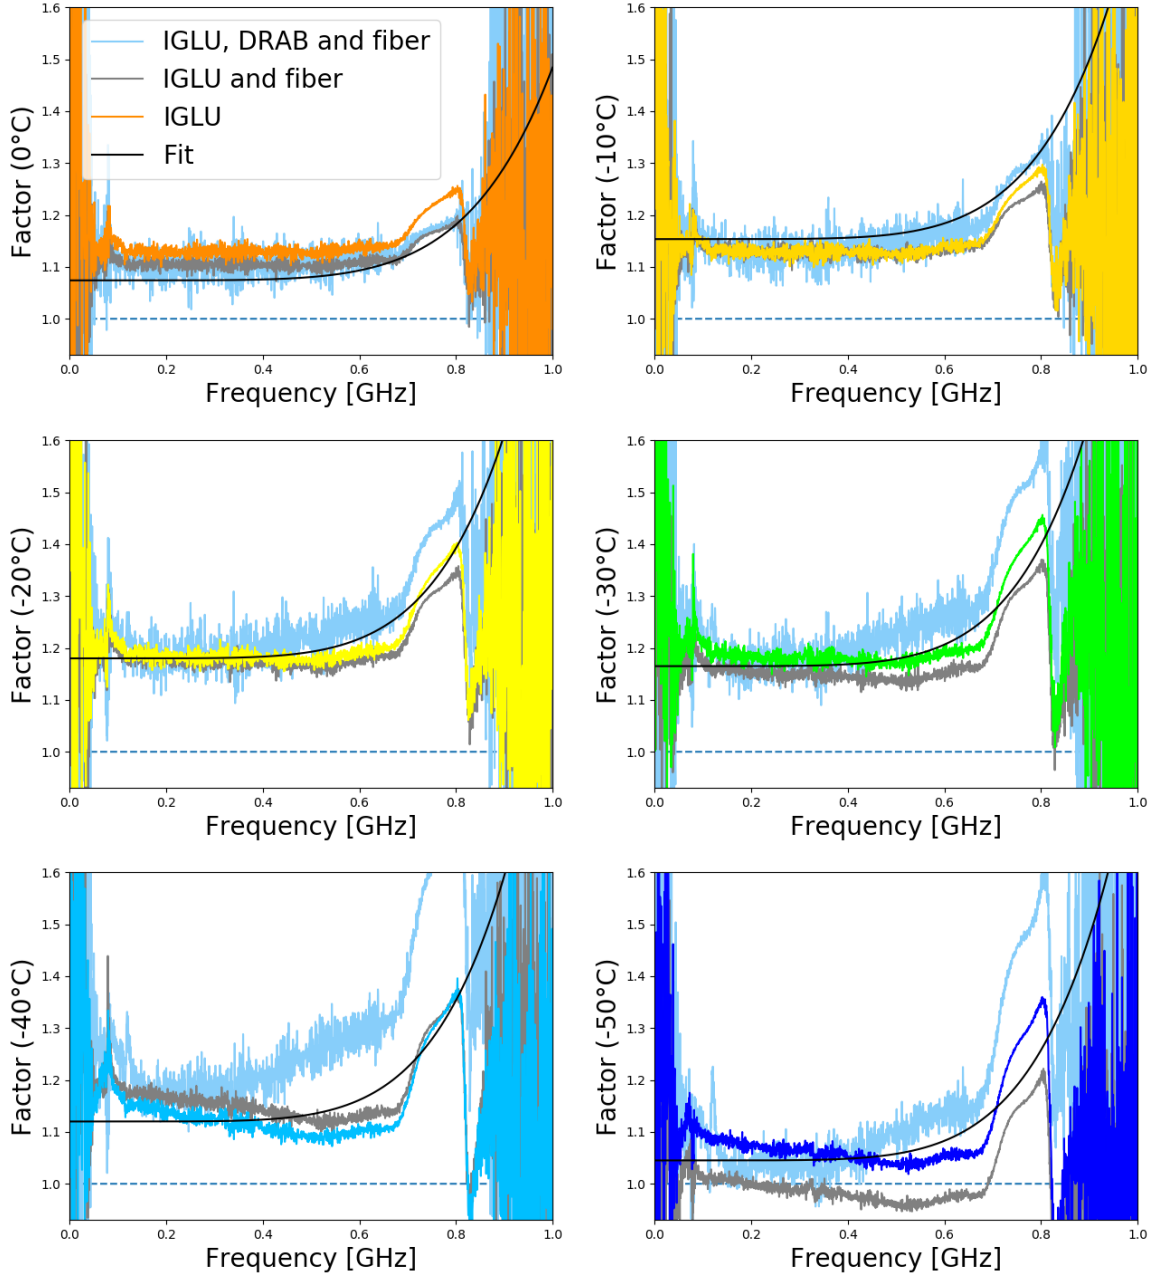 1.6
1.5
1.4
1.3
1.2
1.1
1.0
Factor (0°C)
IGLU, DRAB and fiber
IGLU and fiber
IGLU
Fit
0.0 0.2 0.4 0.6 0.8 1.0
Frequency [GHz]
1.6
1.5
1.4
1.3
1.2
1.1
1.0
Factor (-10°C)
0.0 0.2 0.4 0.6 0.8 1.0
Frequency [GHz]
1.6
1.5
1.4
1.3
1.2
1.1
1.0
Factor (-20°C)
0.0 0.2 0.4 0.6 0.8 1.0
Frequency [GHz]
1.6
1.5
1.4
1.3
1.2
1.1
1.0
Factor (-30°C)
0.0 0.2 0.4 0.6 0.8 1.0
Frequency [GHz]
1.6
1.5
1.4
1.3
1.2
1.1
1.0
Factor (-40°C)
0.0 0.2 0.4 0.6 0.8 1.0
Frequency [GHz]
1.6
1.5
1.4
1.3
1.2
1.1
1.0
Factor (-50°C)
0.0 0.2 0.4 0.6 0.8 1.0
Frequency [GHz]